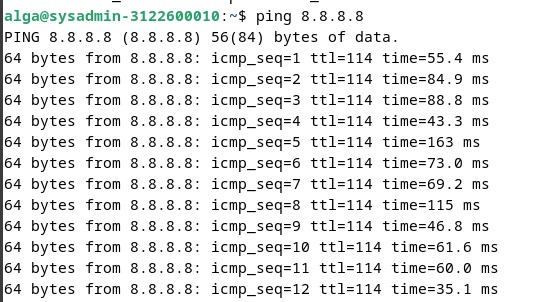 alga@sysadmin-3122600010:~$ ping 8.8.8.8
PING 8.8.8.8 (8.8.8.8) 56(84) bytes of data.
64 bytes from 8.8.8.8: icmp_seq=1 ttl=114 time=55.4 ms
64 bytes from 8.8.8.8: icmp_seq=2 ttl=114 time=84.9 ms
64 bytes from 8.8.8.8: icmp_seq=3 ttl=114 time=88.8 ms
64 bytes from 8.8.8.8: icmp_seq=4 ttl=114 time=43.3 ms
64 bytes from 8.8.8.8: icmp_seq=5 ttl=114 time=163 ms
64 bytes from 8.8.8.8: icmp_seq=6 ttl=114 time=73.0 ms
64 bytes from 8.8.8.8: icmp_seq=7 ttl=114 time=69.2 ms
64 bytes from 8.8.8.8: icmp_seq=8 ttl=114 time=115 ms
64 bytes from 8.8.8.8: icmp_seq=9 ttl=114 time=46.8 ms
64 bytes from 8.8.8.8: icmp_seq=10 ttl=114 time=61.6 ms
64 bytes from 8.8.8.8: icmp_seq=11 ttl=114 time=60.0 ms
64 bytes from 8.8.8.8: icmp_seq=12 ttl=114 time=35.1 ms